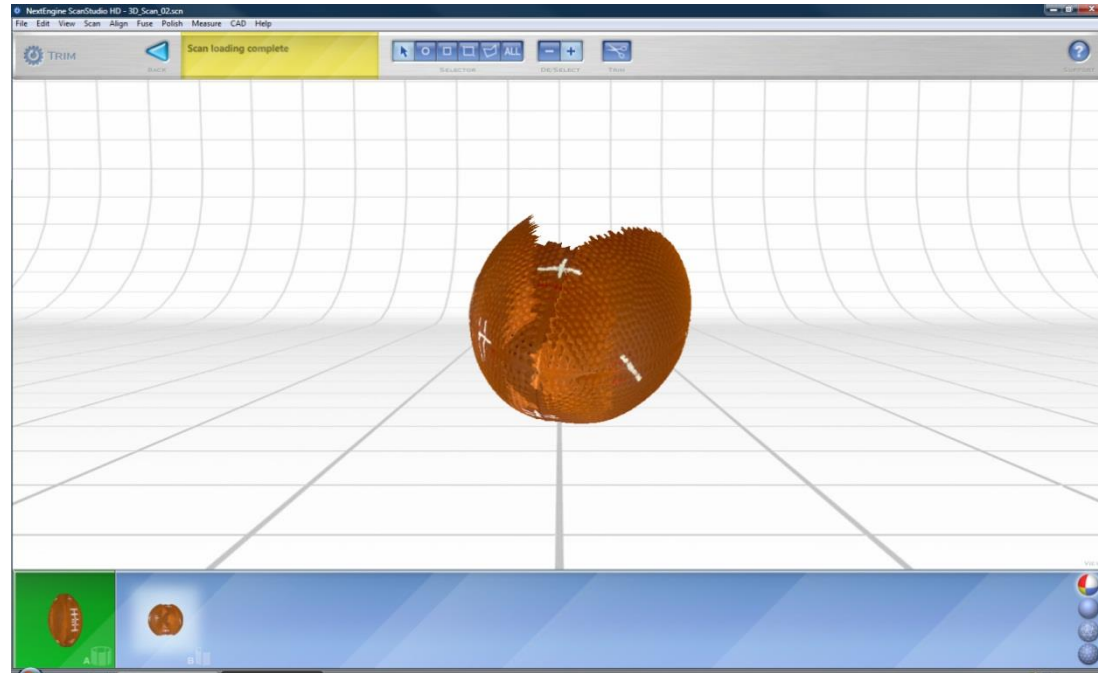 NextEngine ScanStudio HD - 3D_Scan_02.scn
File Edit View Scan Align Fuse Polish Measure CAD Help
TRIM
BACK
Scan loading complete
ALL
SELECTOR
DE/SELECT
TRIM
SUPPORT
A
B